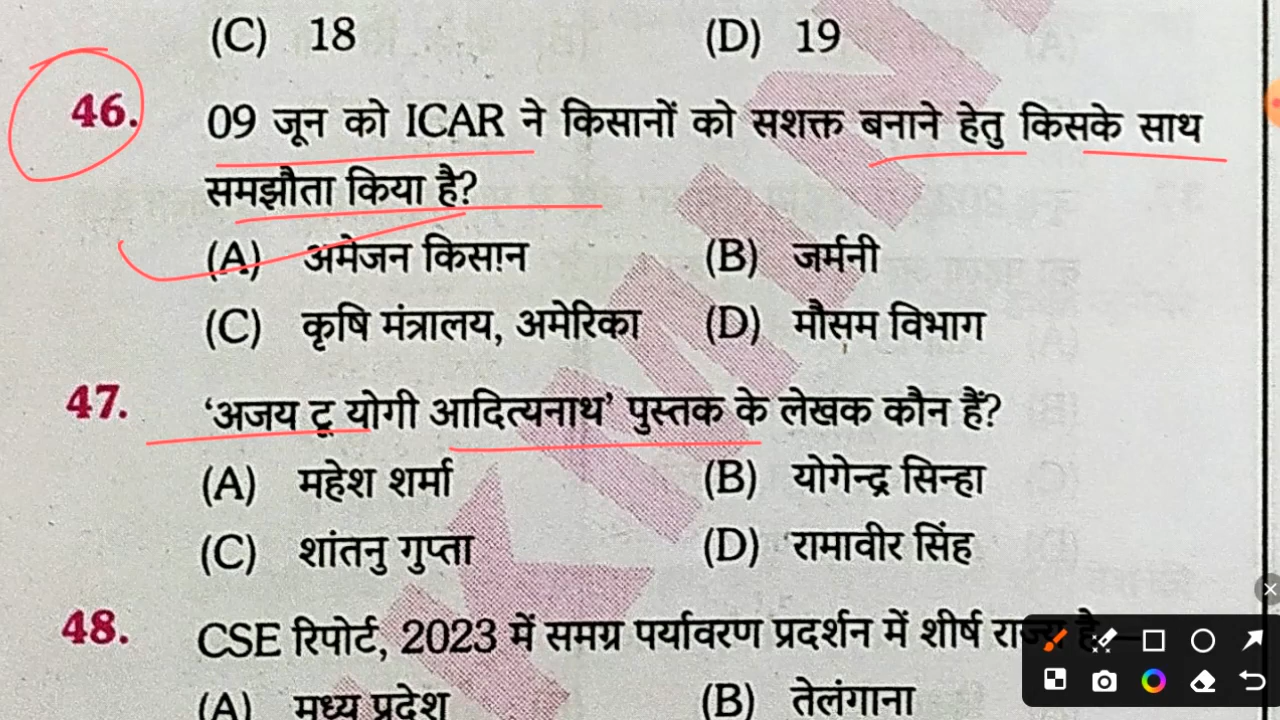 (C) 18 (D) 19
46. 09 जून को ICAR ने किसानों को सशक्त बनाने हेतु किसके साथ
समझौता किया है?
(A) अमेजन किसान (B) जर्मनी
(C) कृषि मंत्रालय, अमेरिका (D) मौसम विभाग
47. ‘अजय टू योगी आदित्यनाथ’ पुस्तक के लेखक कौन हैं?
(A) महेश शर्मा (B) योगेन्द्र सिन्हा
(C) शांतनु गुप्ता (D) रामावीर सिंह
48. CSE रिपोर्ट, 2023 में समग्र पर्यावरण प्रदर्शन में शीर्ष राज्य है—
(A) मध्य प्रदेश (B) तेलंगाना